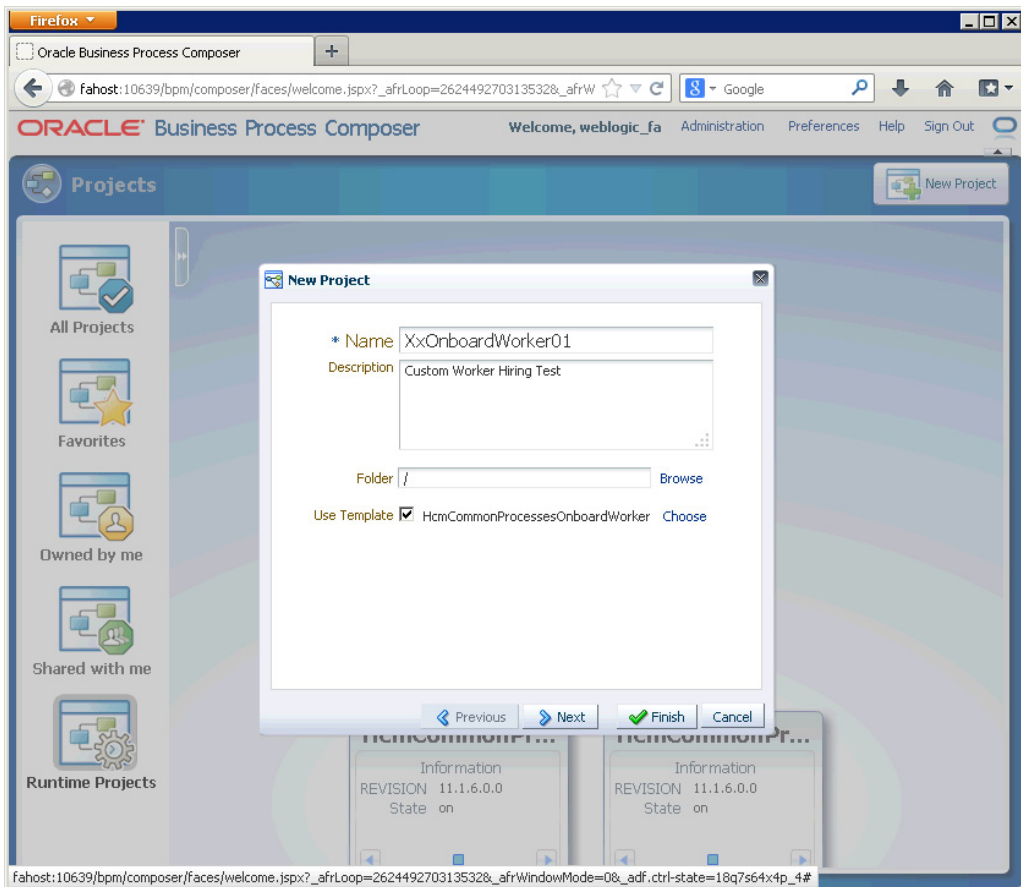 Firefox
Oracle Business Process Composer
fahost:10639/bpm/composer/faces/welcome.jspx?_afrLoop=2624492703135328&_afrW
Google
ORACLE Business Process Composer
Welcome, weblogic_fa Administration Preferences Help Sign Out
Projects
New Project
All Projects
Favorites
Owned by me
Shared with me
Runtime Projects
New Project
* Name XxOnboardWorker01
Description Custom Worker Hiring Test
Folder / Browse
Use Template HcmCommonProcessesOnboardWorker Choose
Previous Next Finish Cancel
HcmCommonPr... HcmCommonPr...
Information Information
REVISION 11.1.6.0.0 REVISION 11.1.6.0.0
State on State on
fahost:10639/bpm/composer/faces/welcome.jspx?_afrLoop=2624492703135328&_afrWindowMode=0&_adf.ctrl-state=18q7s64x4p_4#